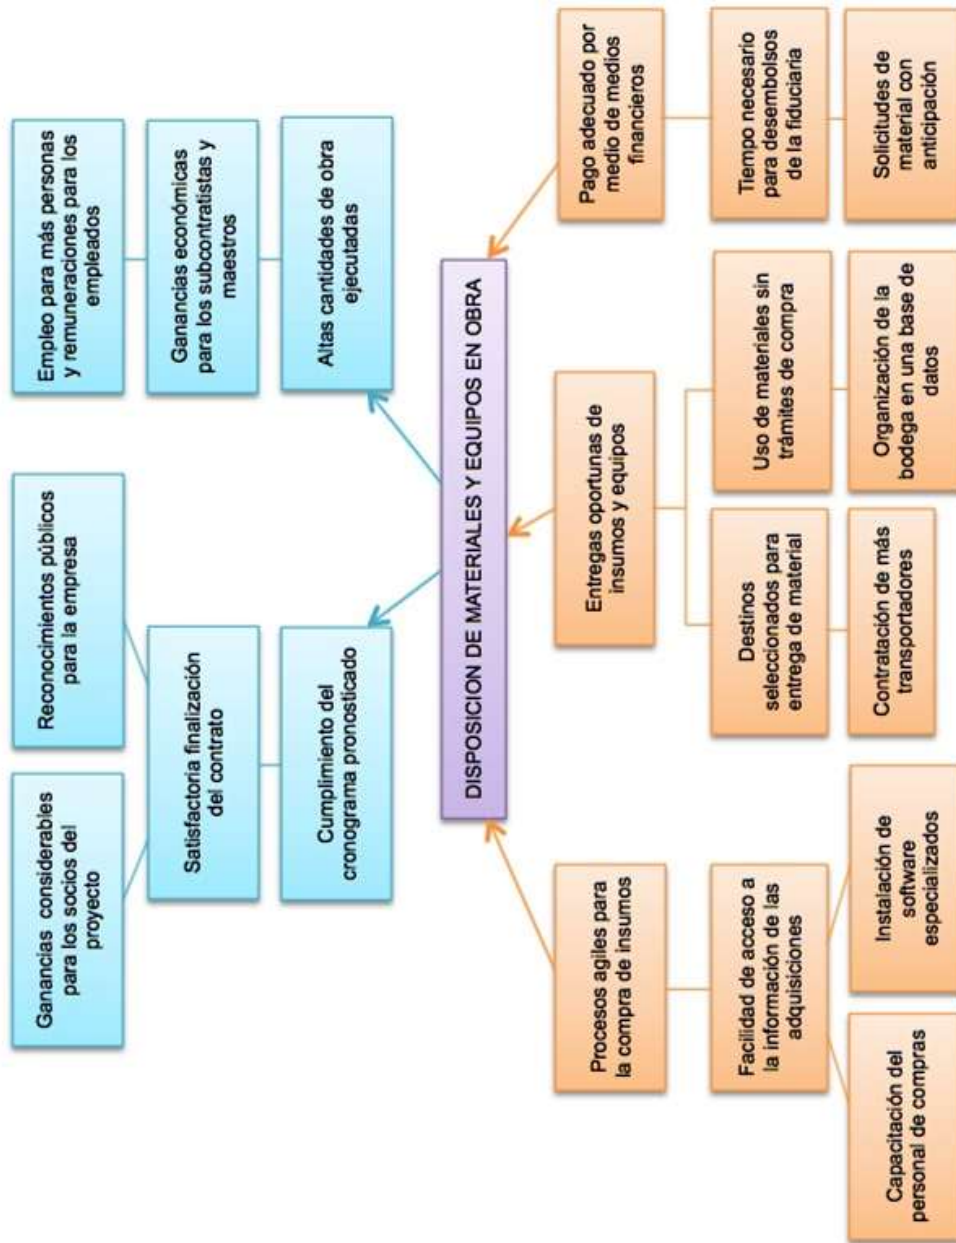 Ganancias considerables
para los socios del
proyecto
Reconocimientos públicos
para la empresa
Empleo para más personas
y remuneraciones para los
empleados
Satisfactoria finalización
del contrato
Ganancias económicas
para los subcontratistas y
maestros
Cumplimiento del
cronograma pronosticado
Altas cantidades de obra
ejecutadas
DISPOSICION DE MATERIALES Y EQUIPOS EN OBRA
Procesos agiles para
la compra de insumos
Entregas oportunas de
insumos y equipos
Pago adecuado por
medio de medios
financieros
Facilidad de acceso a
la información de las
adquisiciones
Destinos
seleccionados para
entrega de material
Uso de materiales sin
trámites de compra
Tiempo necesario
para desembolsos
de la fiduciaria
Capacitación del
personal de compras
Instalación de
software
especializados
Contratación de más
transportadores
Organización de la
bodega en una base de
datos
Solicitudes de
material con
anticipación